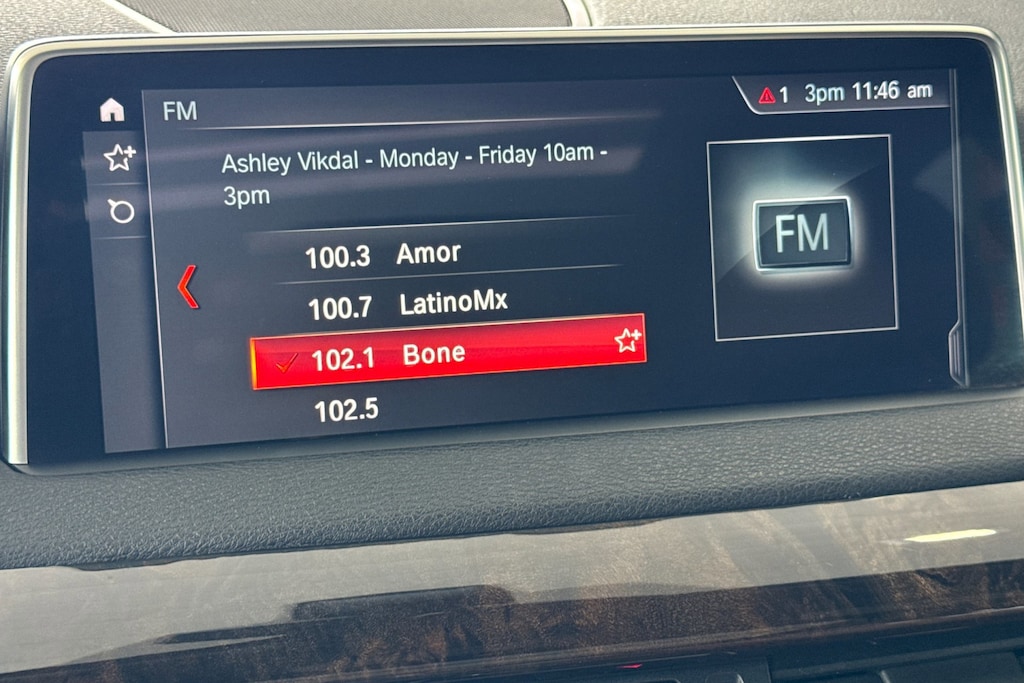 FM
1 3pm 11:46 am
Ashley Vikdal - Monday - Friday 10am -
3pm
FM
100.3 Amor
100.7 LatinoMx
102.1 Bone
102.5